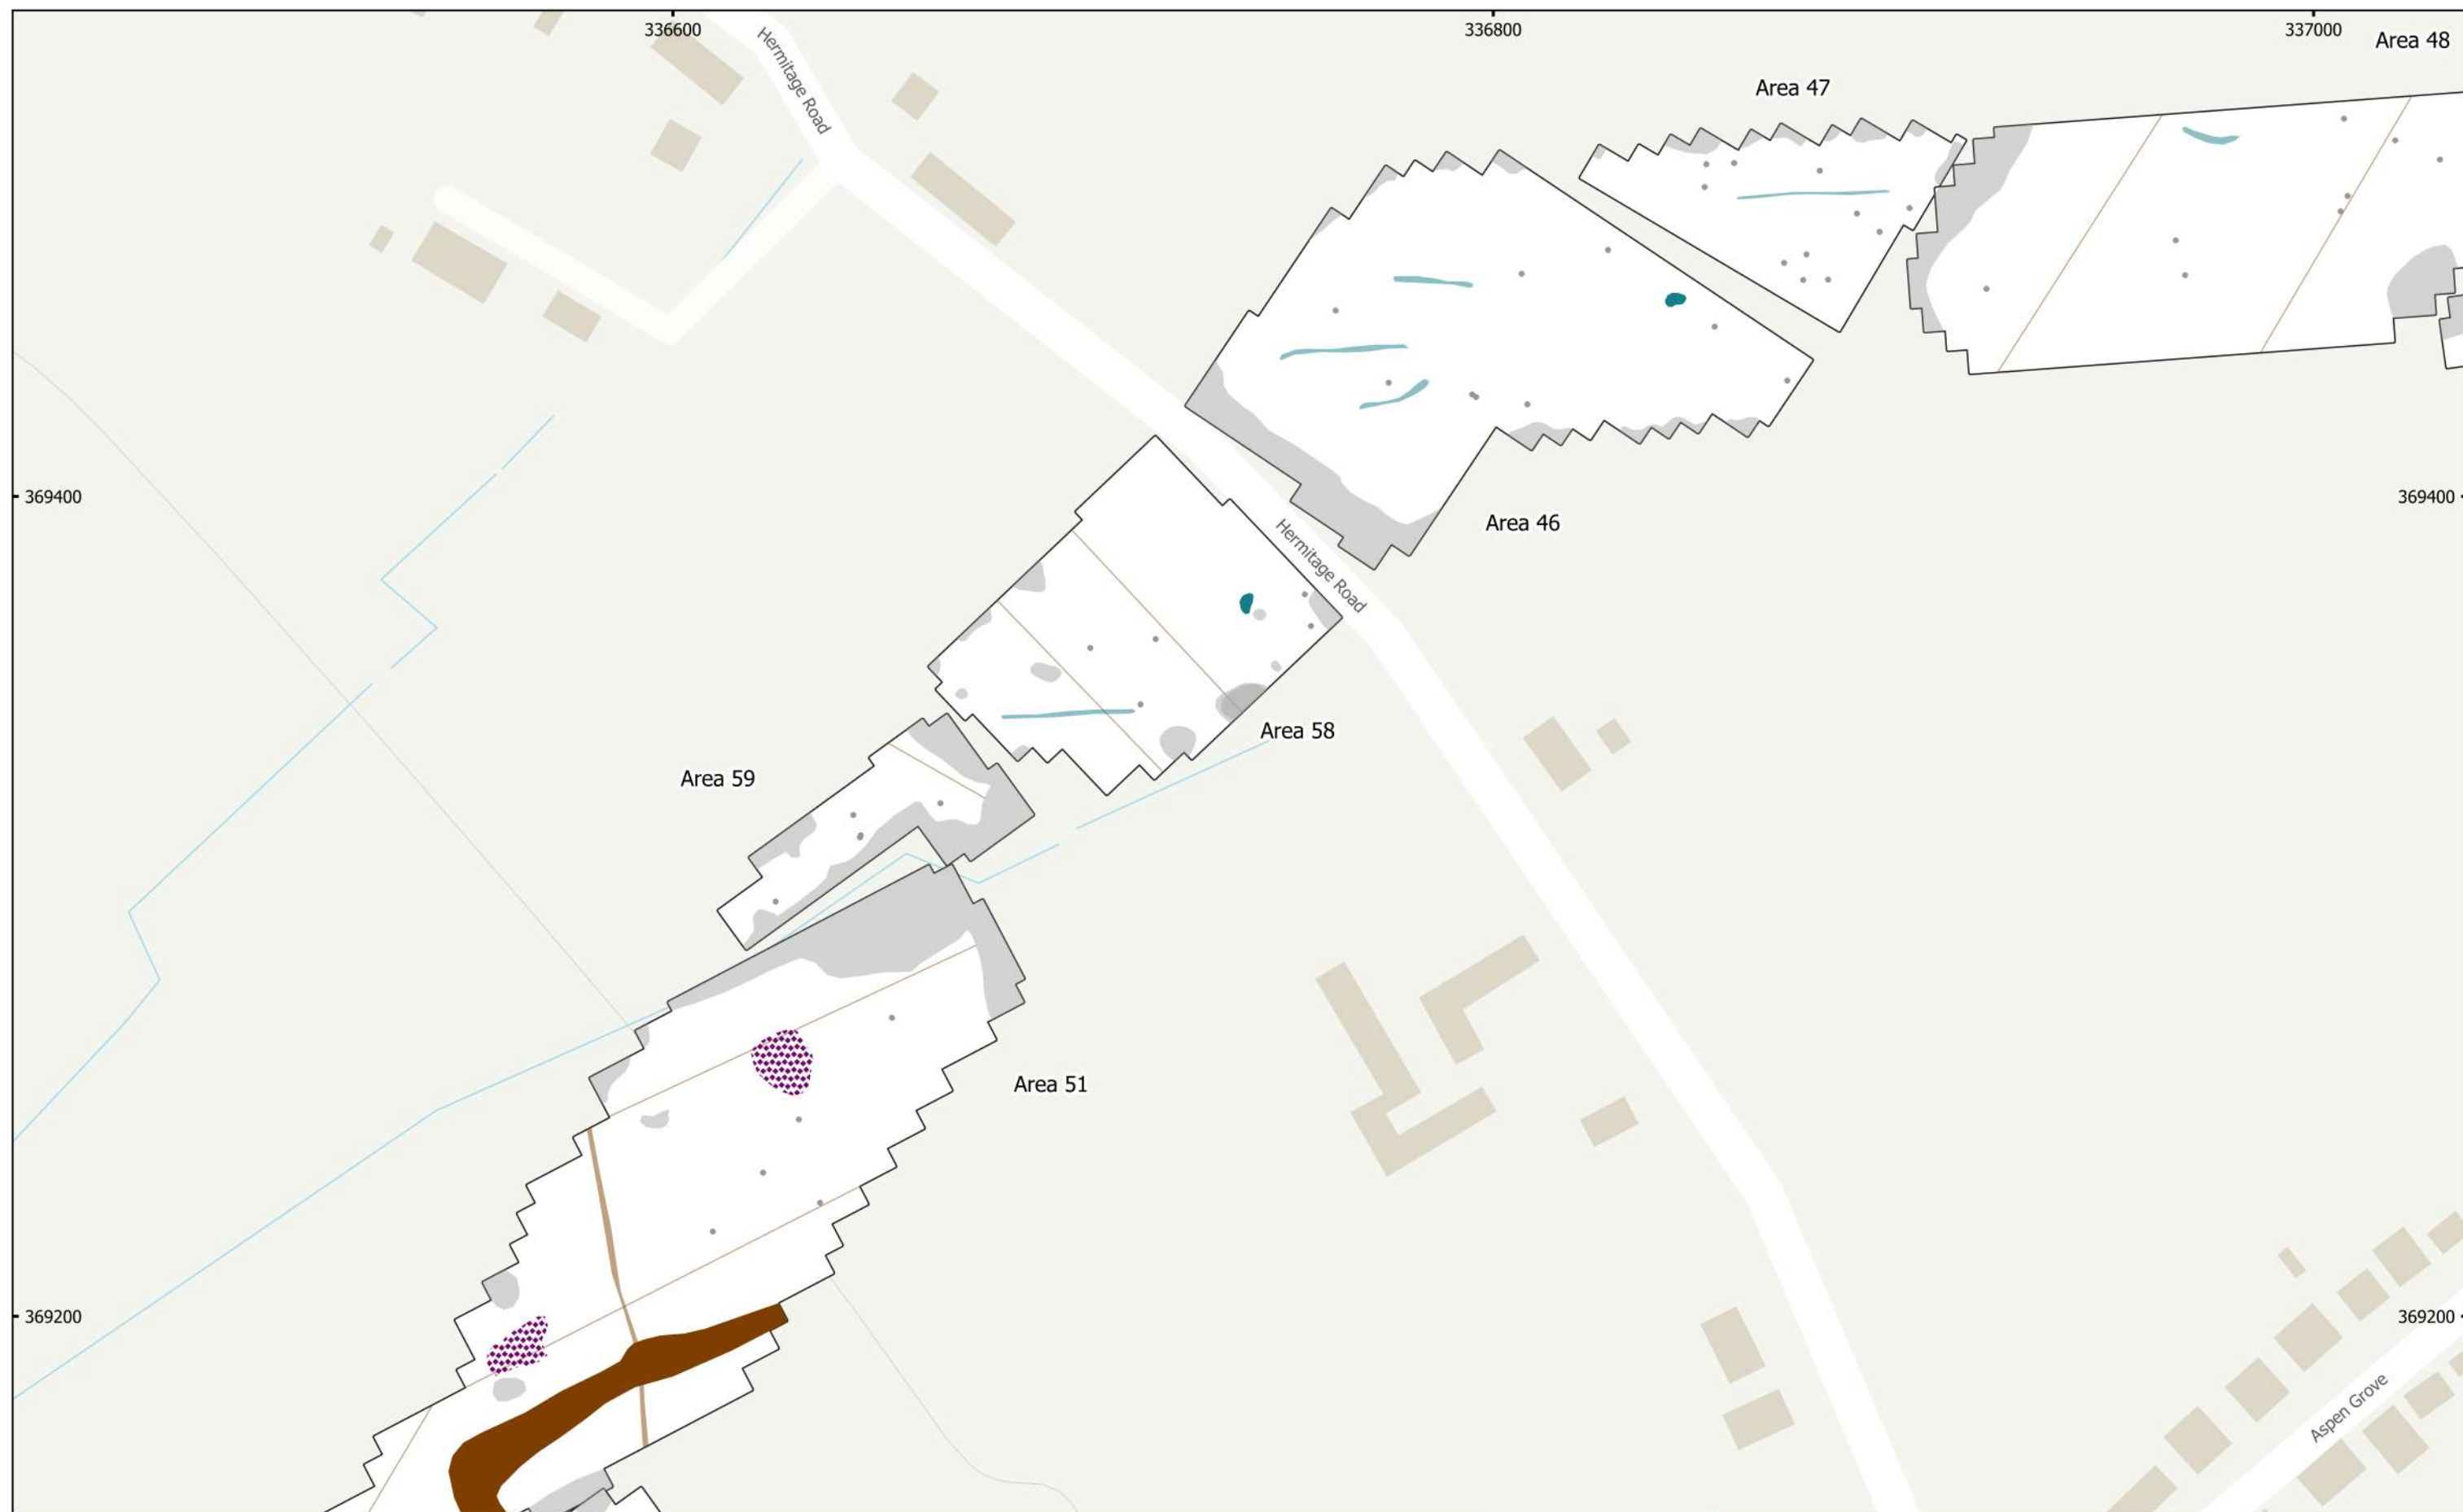 336600
336800
337000
Area 48
Hermitage Road
Area 47
369400
369400
Area 46
Hermitage Road
Area 58
Area 59
Area 51
369200
369200
Aspen Grove